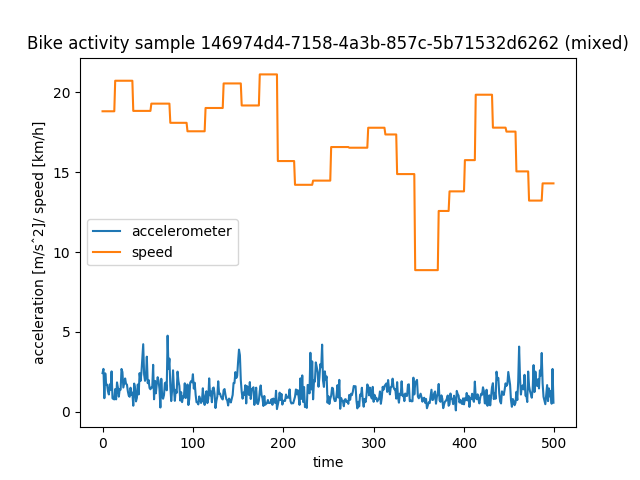 Bike activity sample 146974d4-7158-4a3b-857c-5b71532d6262 (mixed)
acceleration [m/s^2]/ speed [km/h]
20
15
10
5
0
accelerometer
speed
0 100 200 300 400 500
time